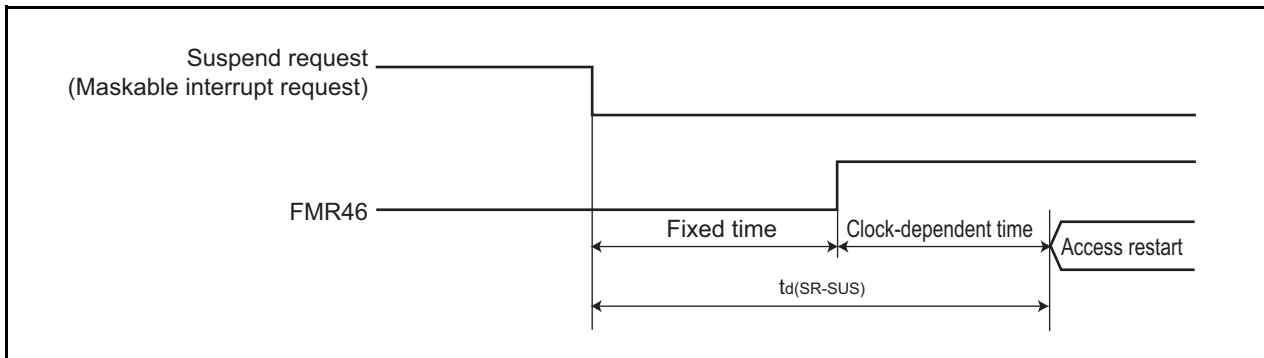 Suspend request
(Maskable interrupt request)
FMR46
Fixed time
Clock-dependent time
Access restart
td(SR-SUS)